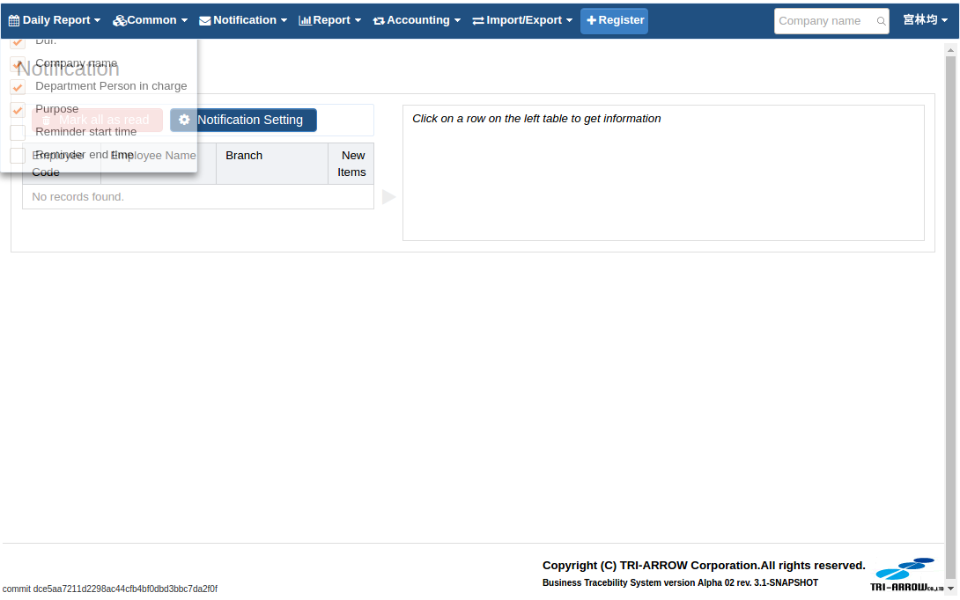 Daily Report
Common
Notification
Report
Accounting
Import/Export
Register
Company name
宮林均
Dur.
Company name
Notification
Department Person in charge
Purpose
Mark all as read
Notification Setting
Reminder start time
Reminder end time
Employee Code
Employee Name
Branch
New Items
No records found.
Click on a row on the left table to get information
Copyright (C) TRI-ARROW Corporation.All rights reserved.
Business Tracebility System version Alpha 02 rev. 3.1-SNAPSHOT
TRI-ARROW CO.,LTD
commit dce5aa7211d2298ac44cfb4bf0dbd3bbc7da2f0f